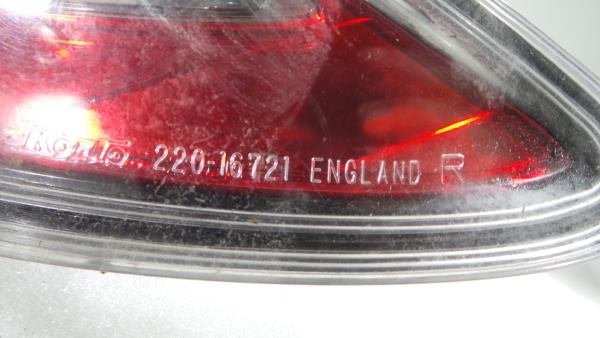 KOITO 220-16721 ENGLAND R